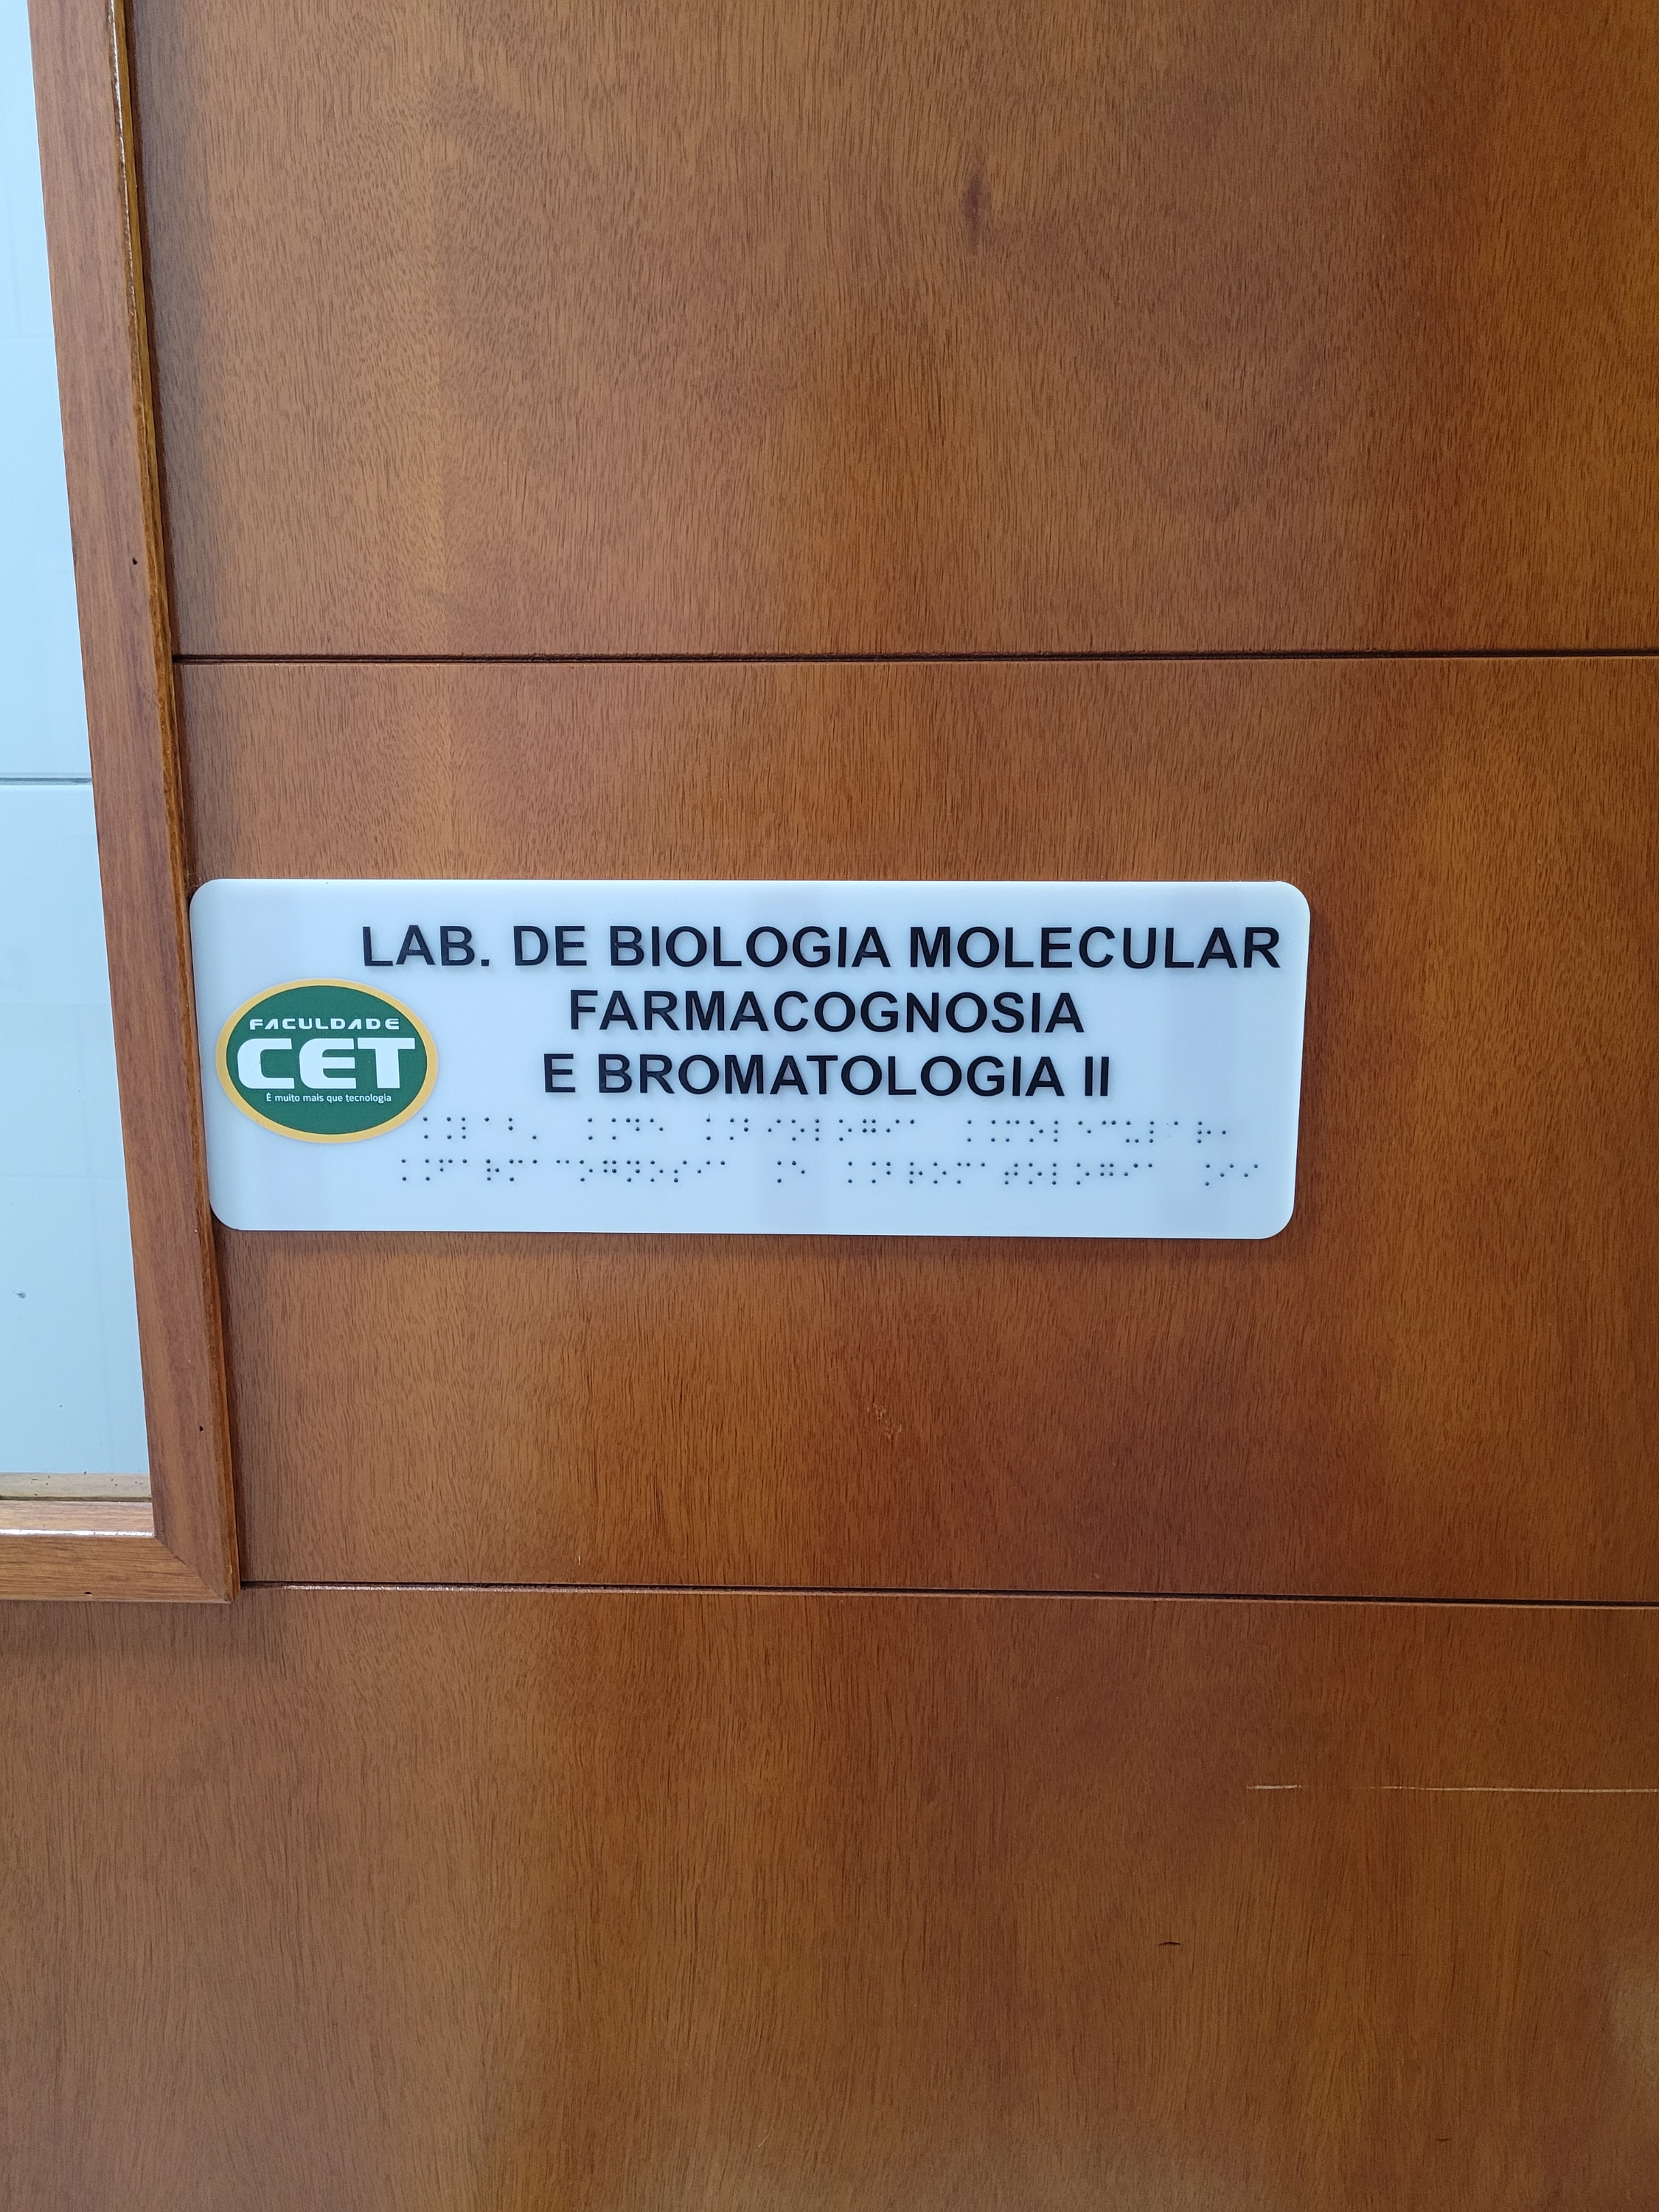 LAB. DE BIOLOGIA MOLECULAR
FARMACOGNOSIA
E BROMATOLOGIA II
FACULDADE
CET
É muito mais que tecnologia